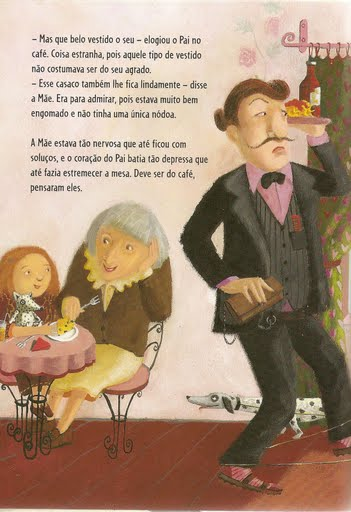 – Mas que belo vestido o seu – elogiou o Pai no
café. Coisa estranha, pois aquele tipo de vestido
não costumava ser do seu agrado.
– Esse casaco também lhe fica lindamente – disse
a Mãe. Era para admirar, pois estava muito bem
engomado e não tinha uma única nódoa.
A Mãe estava tão nervosa que até ficou com
soluços, e o coração do Pai batia tão depressa que
até fazia estremecer a mesa. Deve ser do café,
pensaram eles.